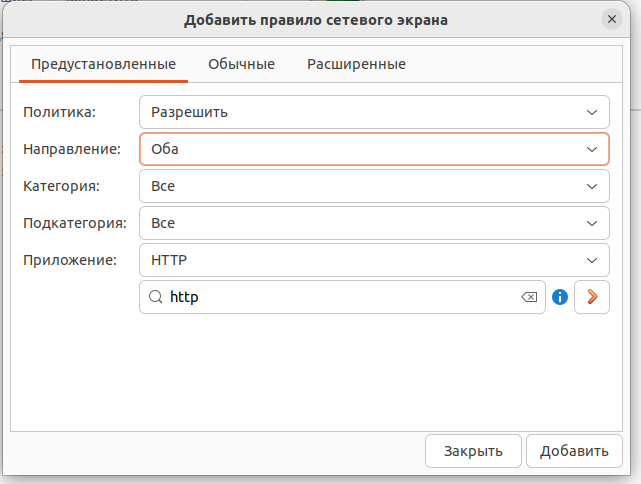 Добавить правило сетевого экрана
Предустановленные Обычные Расширенные
Политика: Разрешить
Направление: Оба
Категория: Все
Подкатегория: Все
Приложение: HTTP
http
Закрыть Добавить